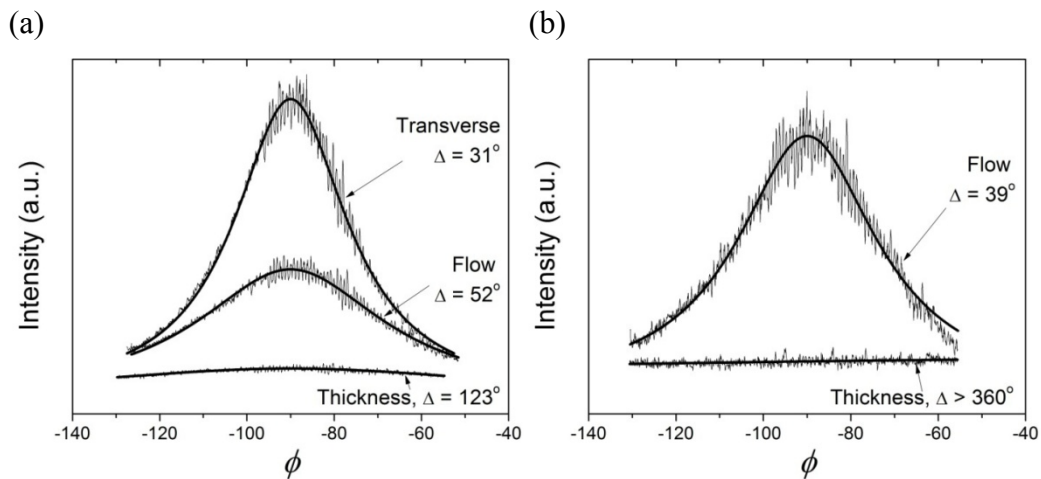 (a)
(b)
Intensity (a.u.)
Transverse
Δ = 31°
Flow
Δ = 52°
Thickness, Δ = 123°
-140
-120
-100
-80
-60
-40
ϕ
Intensity (a.u.)
Flow
Δ = 39°
Thickness, Δ > 360°
-140
-120
-100
-80
-60
-40
ϕ